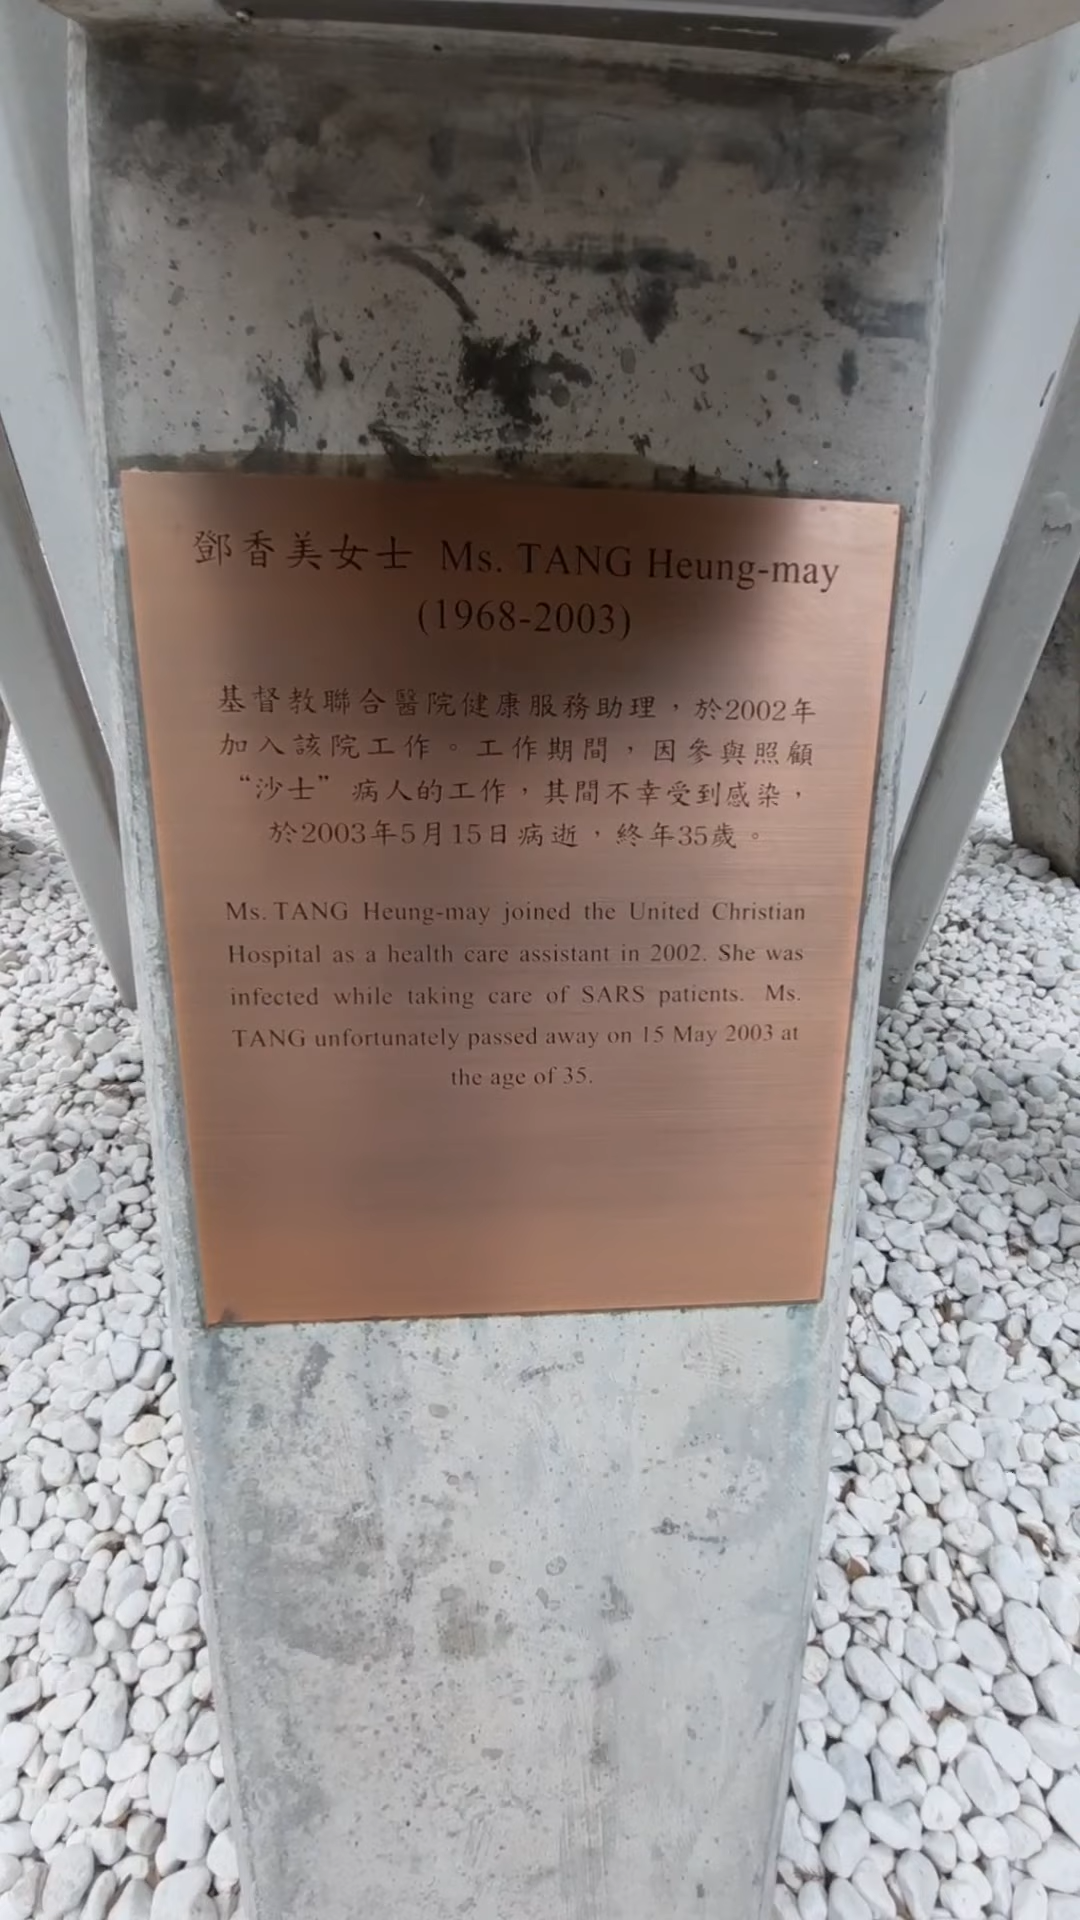 鄧香美女士 Ms. TANG Heung-may
(1968-2003)
基督教聯合醫院健康服務助理，於2002年
加入該院工作。工作期間，因參與照顧
“沙士”病人的工作，其間不幸受到感染，
於2003年5月15日病逝，終年35歲。
Ms. TANG Heung-may joined the United Christian
Hospital as a health care assistant in 2002. She was
infected while taking care of SARS patients. Ms.
TANG unfortunately passed away on 15 May 2003 at
the age of 35.